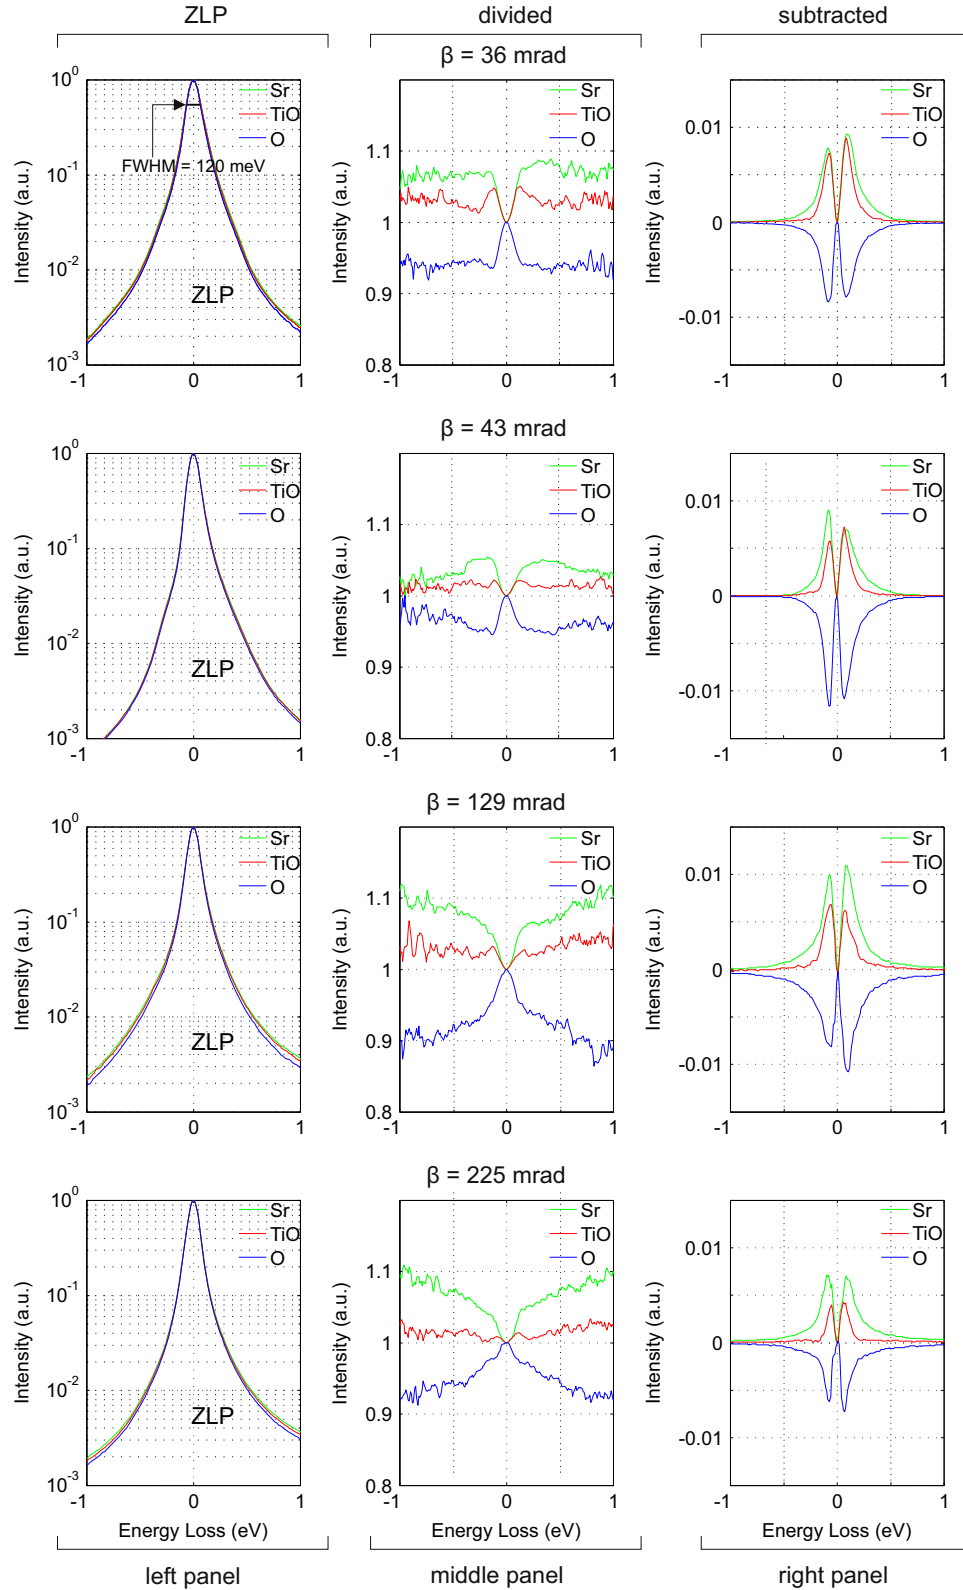 ZLP divided subtracted
β = 36 mrad
Intensity (a.u.)
10⁰
10⁻¹
10⁻²
10⁻³
-1 0 1
Sr
TiO
O
FWHM = 120 meV
ZLP
Intensity (a.u.)
1.1
1
0.9
0.8
-1 0 1
Sr
TiO
O
Intensity (a.u.)
0.01
0
-0.01
-1 0 1
Sr
TiO
O
β = 43 mrad
Intensity (a.u.)
10⁰
10⁻¹
10⁻²
10⁻³
-1 0 1
Sr
TiO
O
ZLP
Intensity (a.u.)
1.1
1
0.9
0.8
-1 0 1
Sr
TiO
O
Intensity (a.u.)
0.01
0
-0.01
-1 0 1
Sr
TiO
O
β = 129 mrad
Intensity (a.u.)
10⁰
10⁻¹
10⁻²
10⁻³
-1 0 1
Sr
TiO
O
ZLP
Intensity (a.u.)
1.1
1
0.9
0.8
-1 0 1
Sr
TiO
O
Intensity (a.u.)
0.01
0
-0.01
-1 0 1
Sr
TiO
O
β = 225 mrad
Intensity (a.u.)
10⁰
10⁻¹
10⁻²
10⁻³
-1 0 1
Sr
TiO
O
ZLP
Energy Loss (eV)
Intensity (a.u.)
1.1
1
0.9
0.8
-1 0 1
Sr
TiO
O
Energy Loss (eV)
Intensity (a.u.)
0.01
0
-0.01
-1 0 1
Sr
TiO
O
Energy Loss (eV)
left panel middle panel right panel